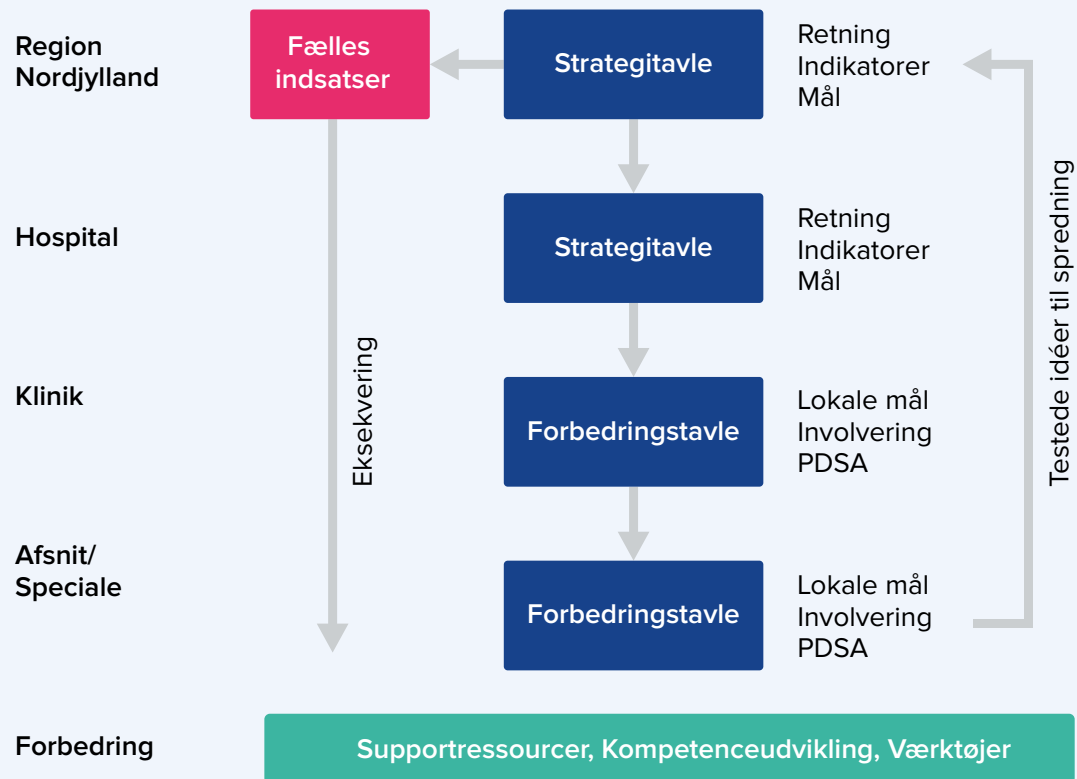 Region
Nordjylland
Fælles
indsatser
Strategitavle
Retning
Indikatorer
Mål
Hospital
Strategitavle
Retning
Indikatorer
Mål
Klinik
Forbedringstavle
Lokale mål
Involvering
PDSA
Afsnit/
Speciale
Forbedringstavle
Lokale mål
Involvering
PDSA
Eksekvering
Testede idéer til spredning
Forbedring
Supportressourcer, Kompetenceudvikling, Værktøjer